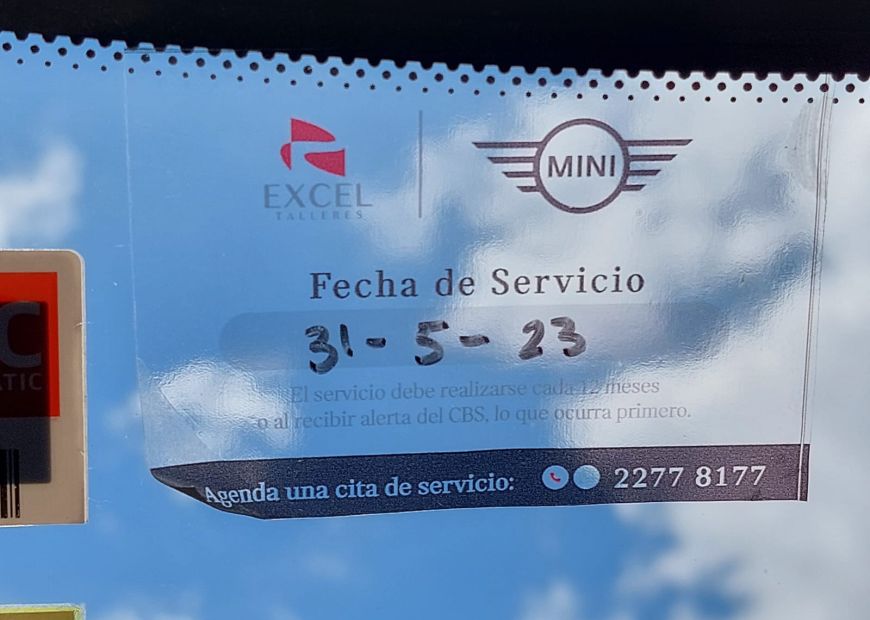 EXCEL
TALLERES
MINI
Fecha de Servicio
31-5-23
El servicio debe realizarse cada 12 meses
o al recibir alerta del CBS, lo que ocurra primero.
Agenda una cita de servicio: 2277 8177
C
ATIC